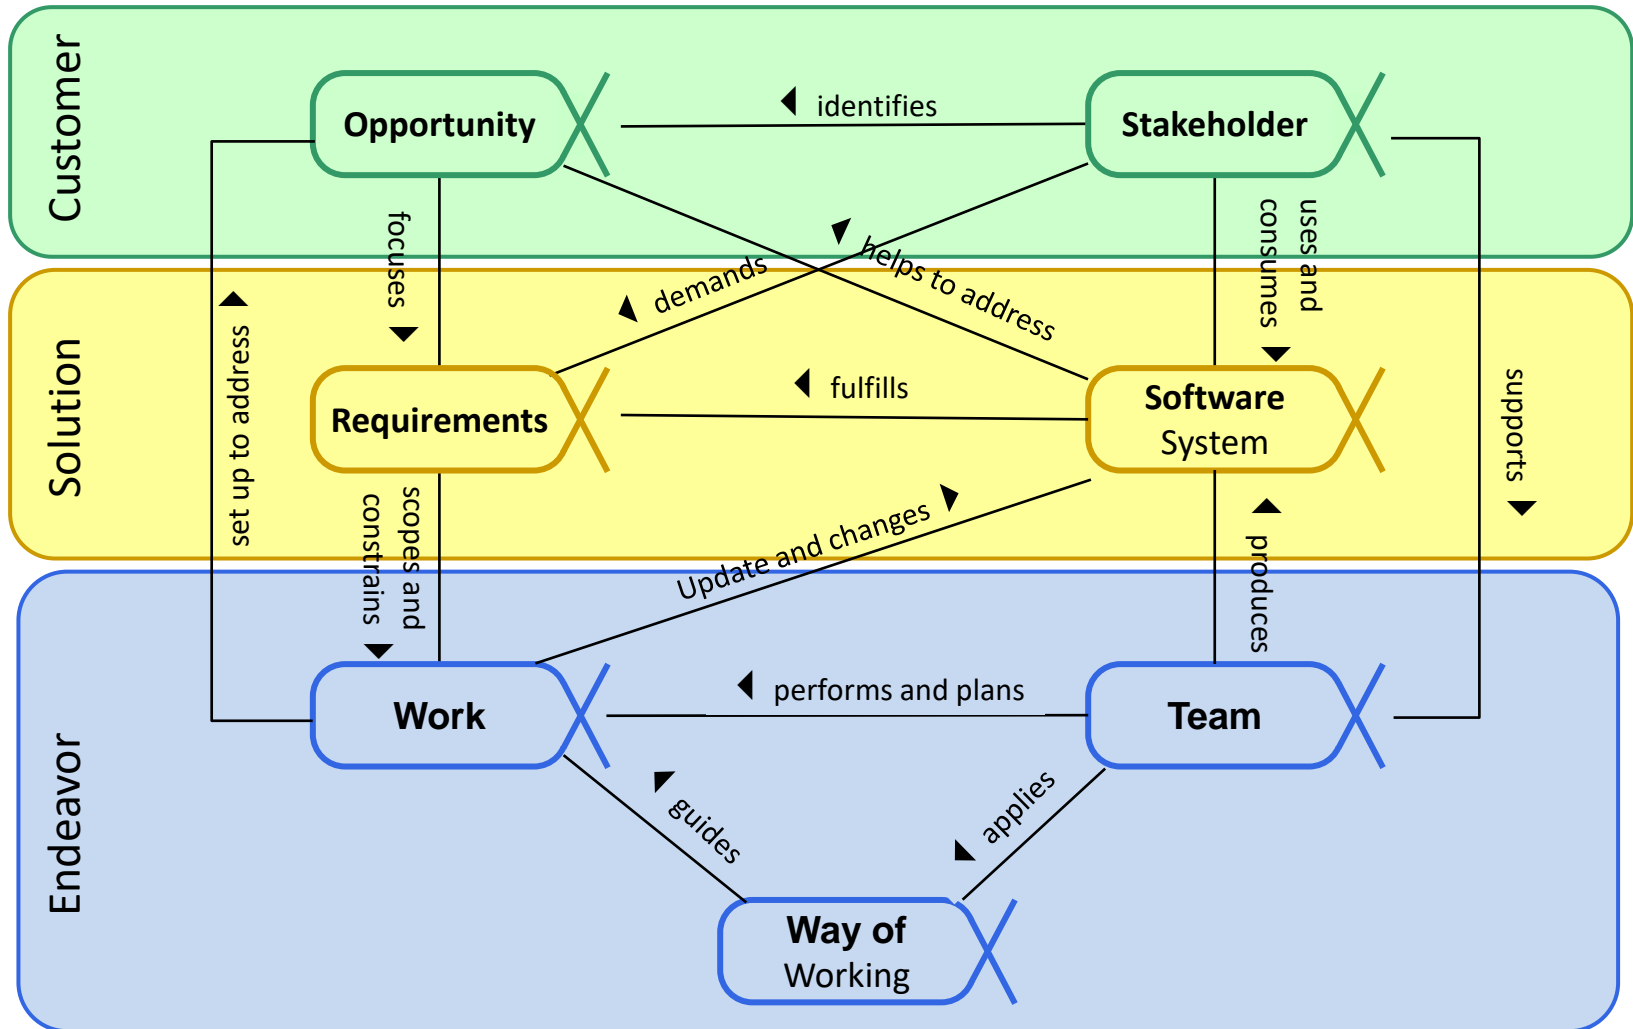 Customer
Opportunity
identifies
Stakeholder
focuses
demands
helps to address
uses and
consumes
Solution
set up to address
Requirements
fulfills
Software
System
supports
scopes and
constrains
Update and changes
produces
Endeavor
Work
performs and plans
Team
guides
applies
Way of
Working